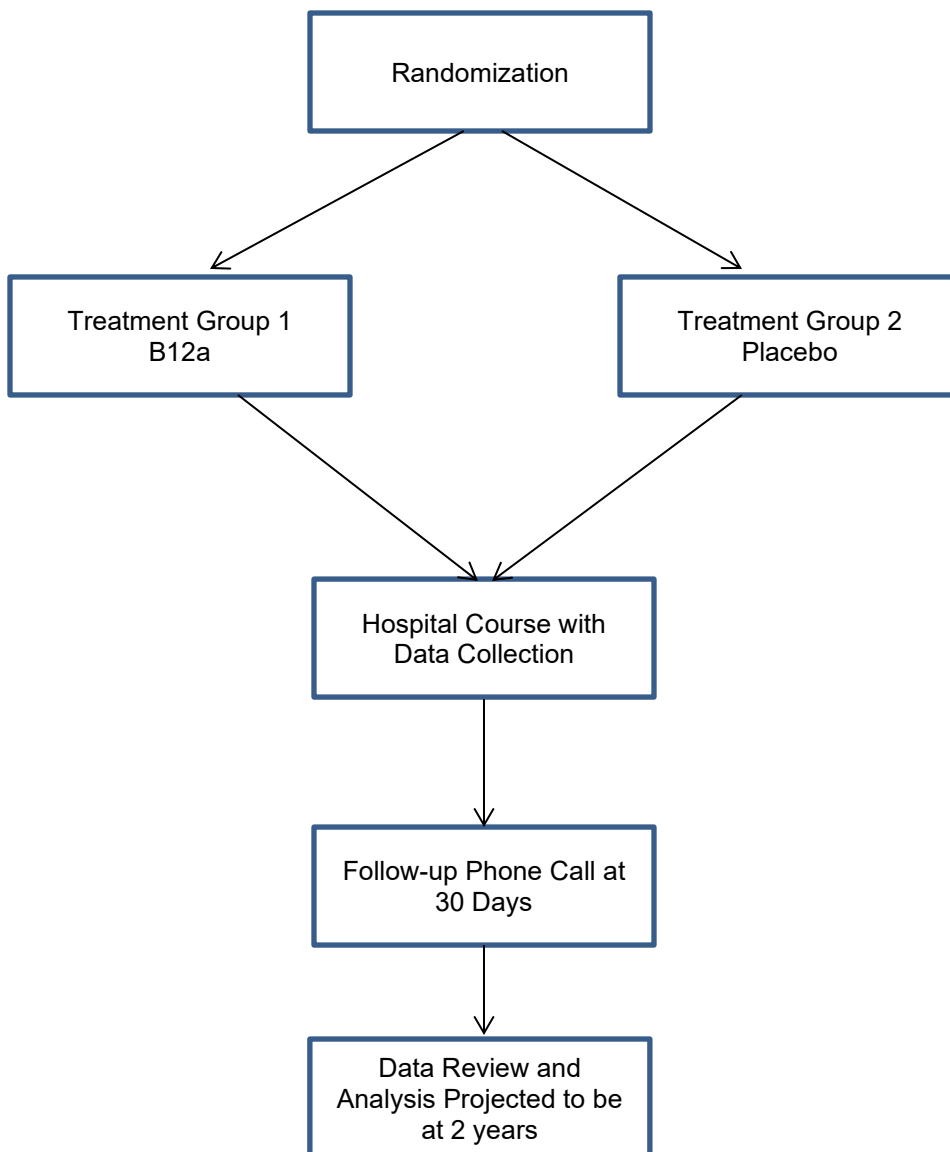 Randomization
Treatment Group 1
B12a
Treatment Group 2
Placebo
Hospital Course with
Data Collection
Follow-up Phone Call at
30 Days
Data Review and
Analysis Projected to be
at 2 years